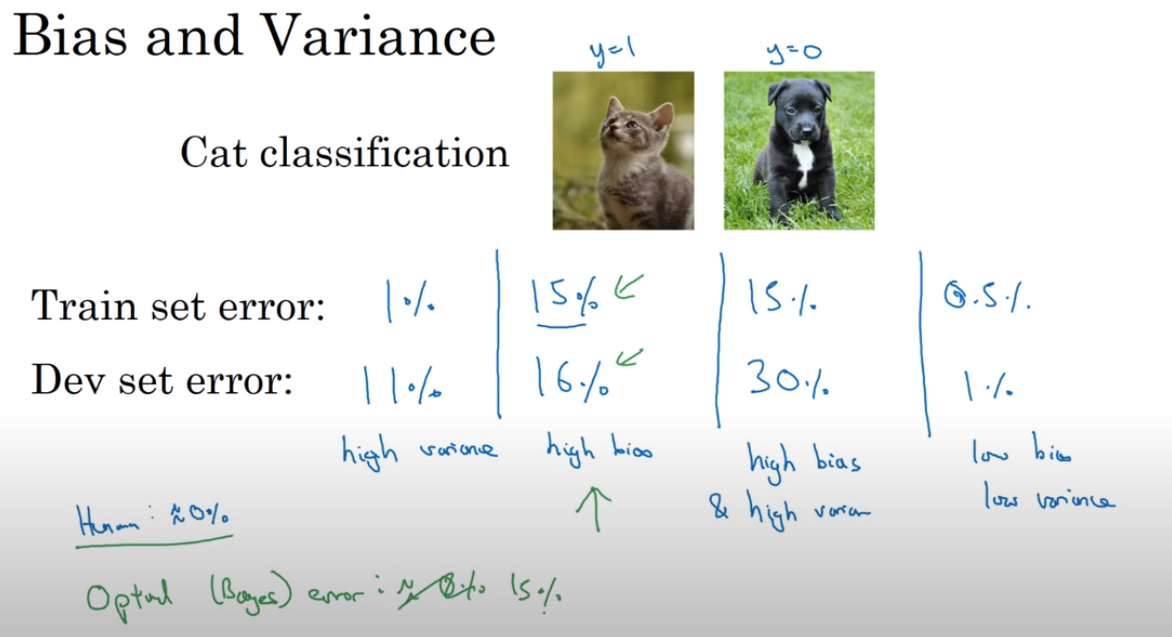 Bias and Variance
y=1 y=0
Cat classification
Train set error: 1% 15% 15% 0.5%
Dev set error: 11% 16% 30% 1%
high variance high bias high bias low bias
& high varian low variance
Human: ≈0%
Optimal (Bayes) error: ≈ 0% 15%